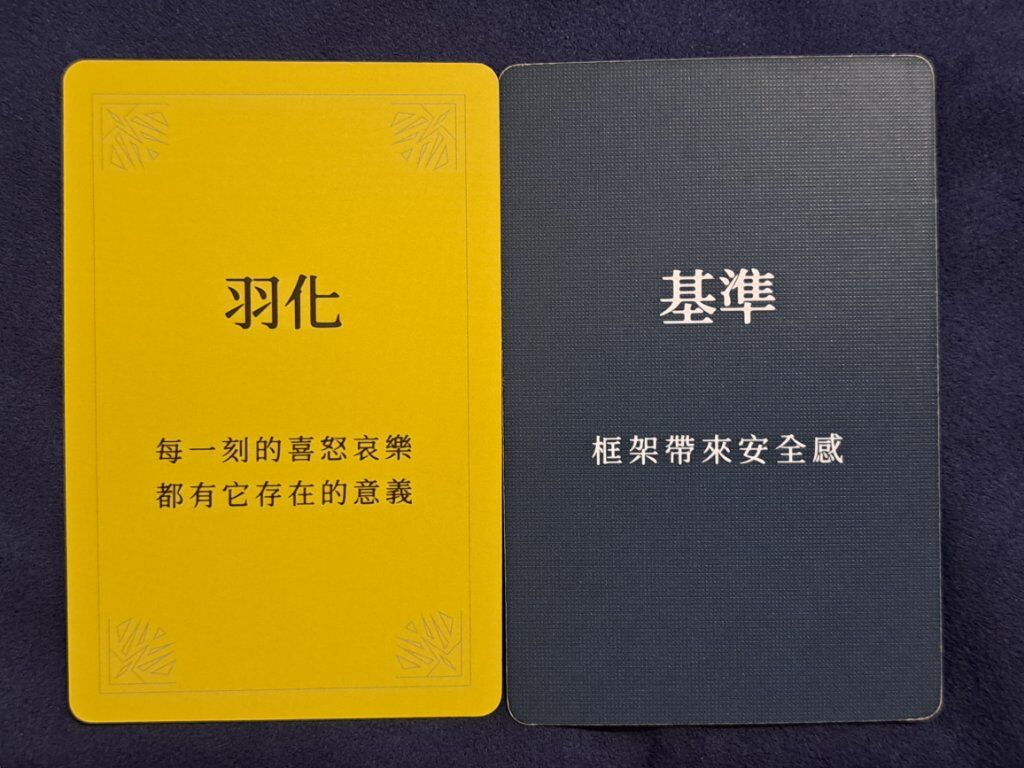 羽化
每一刻的喜怒哀樂
都有它存在的意義
基準
框架帶來安全感